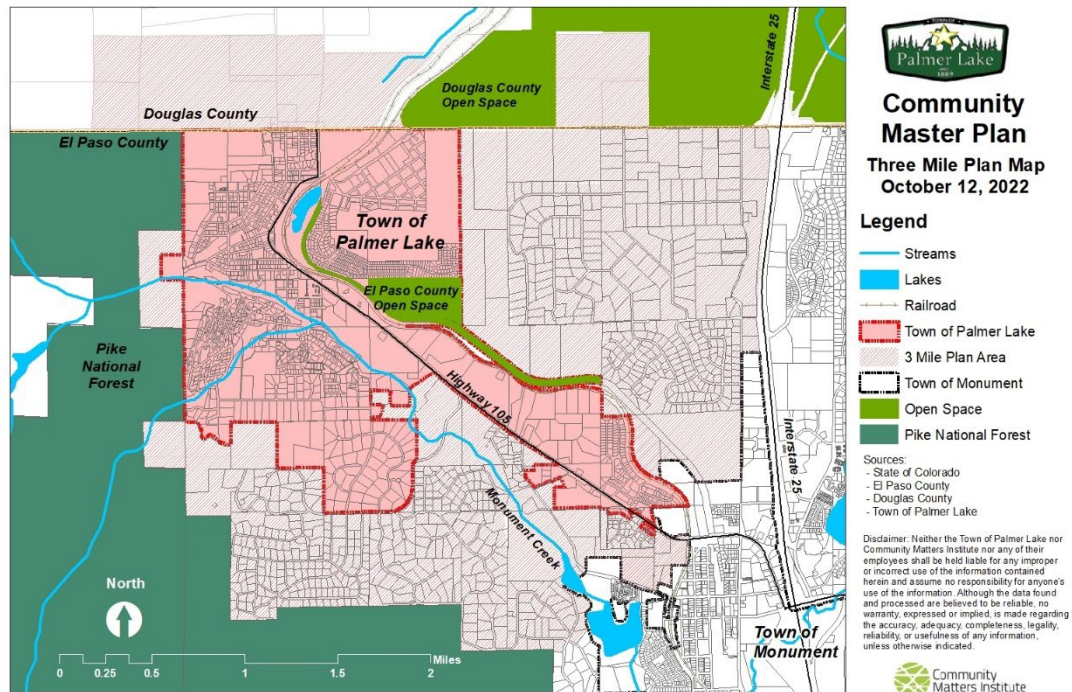 Douglas County
El Paso County
Douglas County
Open Space
Interstate 25
Town of
Palmer Lake
El Paso County
Open Space
Pike
National
Forest
Highway 105
Monument Creek
Interstate 25
Town of
Monument
North
0 0.25 0.5 1 1.5 2 Miles
TOWN OF
Palmer Lake
1889
Community
Master Plan
Three Mile Plan Map
October 12, 2022
Legend
Streams
Lakes
Railroad
Town of Palmer Lake
3 Mile Plan Area
Town of Monument
Open Space
Pike National Forest
Sources:
- State of Colorado
- El Paso County
- Douglas County
- Town of Palmer Lake
Disclaimer: Neither the Town of Palmer Lake nor
Community Matters Institute nor any of their
employees shall be held liable for any improper
or incorrect use of the information contained
herein and assume no responsibility for anyone's
use of the information. Although the data found
and processed are believed to be reliable, no
warranty, expressed or implied, is made regarding
the accuracy, adequacy, completeness, legality,
reliability, or usefulness of any information,
unless otherwise indicated.
Community
Matters Institute